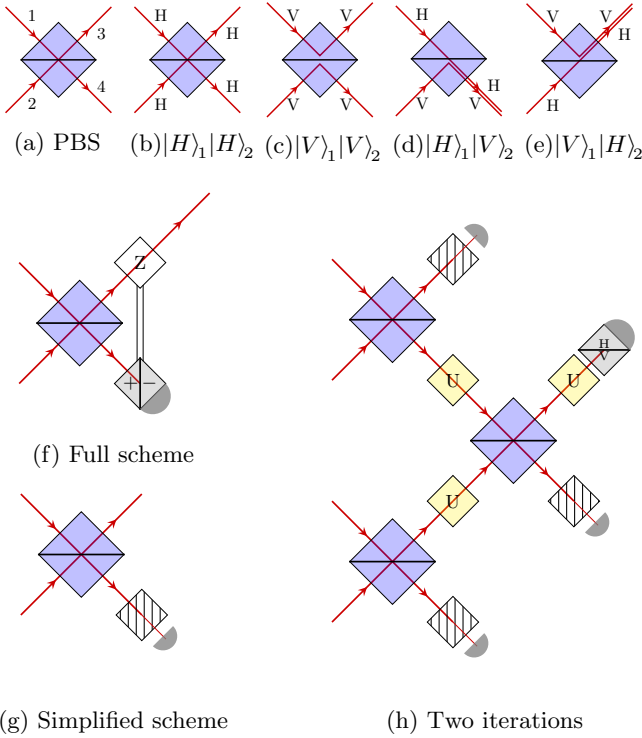 1 3 2 4
H H H H
V V V V
H H V V
V V H H
(a) PBS (b)|H⟩₁|H⟩₂ (c)|V⟩₁|V⟩₂ (d)|H⟩₁|V⟩₂ (e)|V⟩₁|H⟩₂
Z
+ −
(f) Full scheme
(g) Simplified scheme
U
U
U
H
V
(h) Two iterations